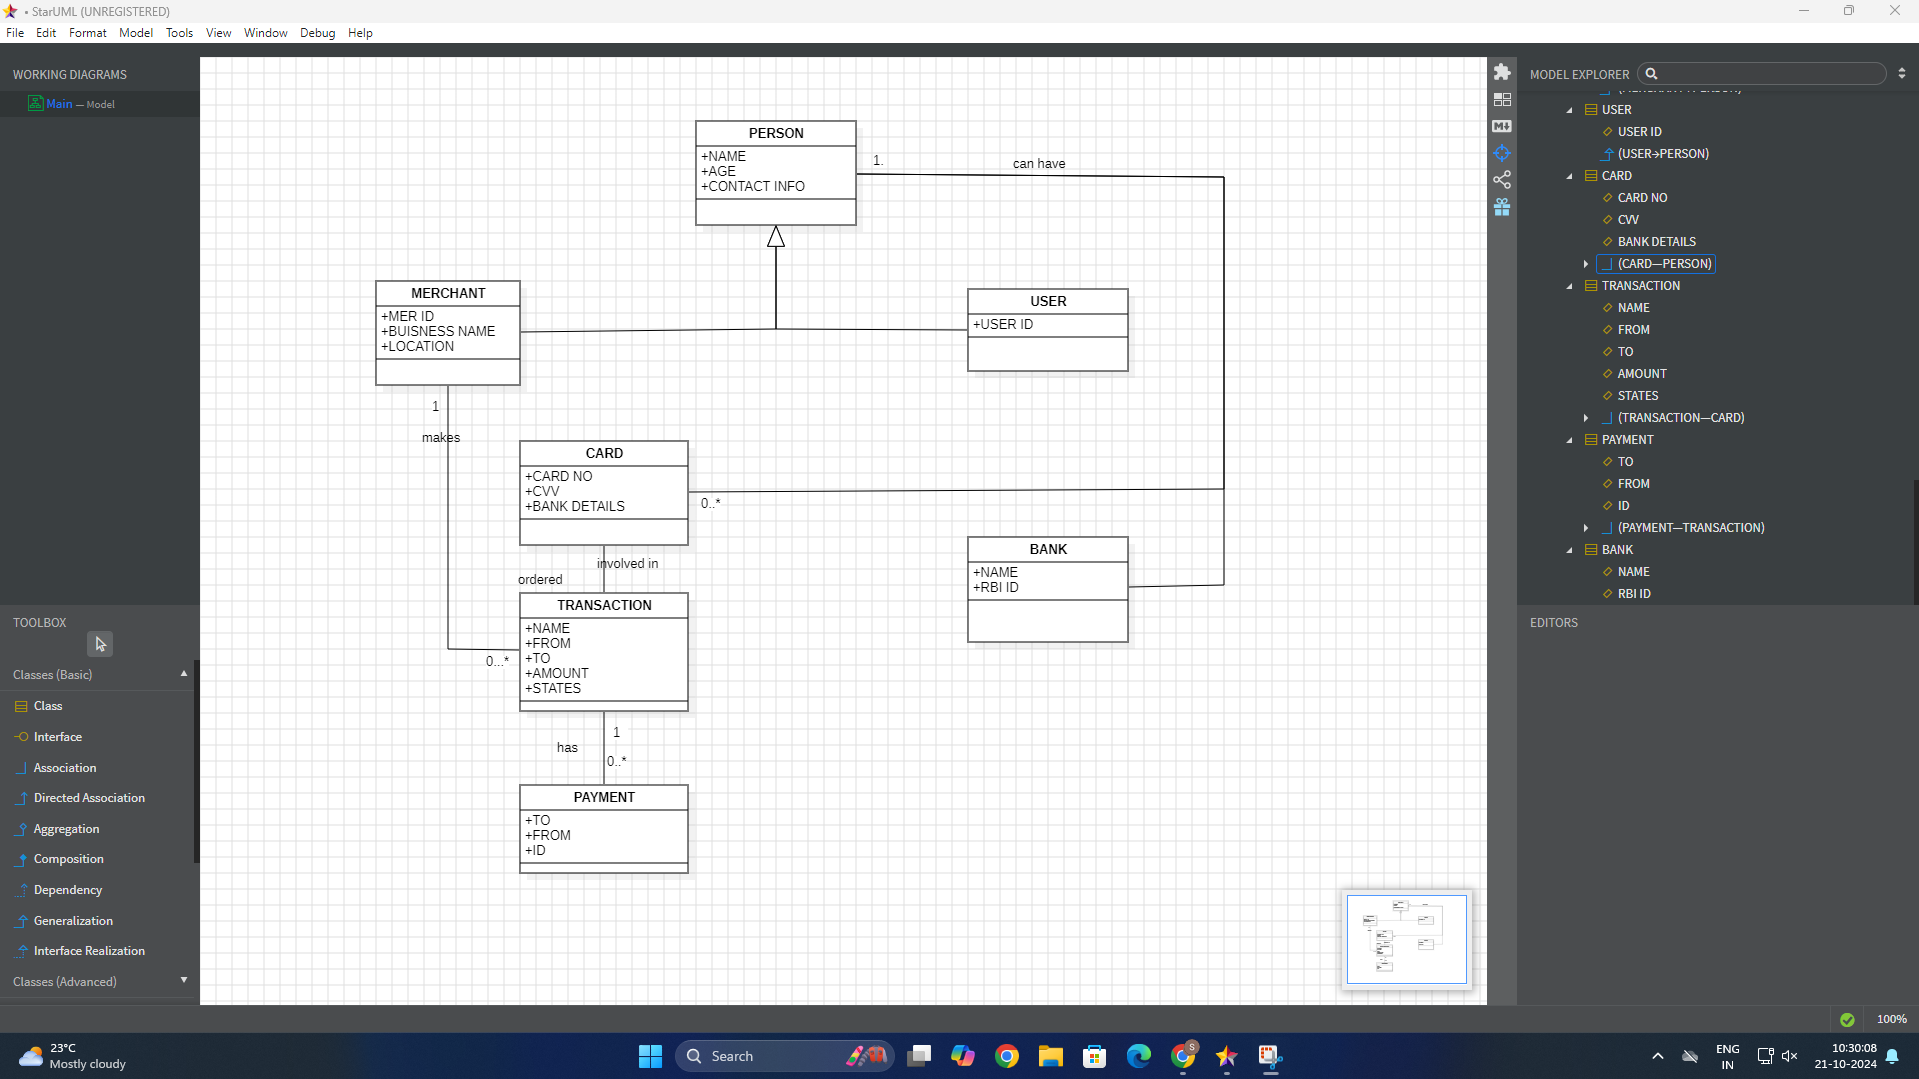 • StarUML (UNREGISTERED)
File Edit Format Model Tools View Window Debug Help
WORKING DIAGRAMS
Main — Model
TOOLBOX
Classes (Basic)
Class
Interface
Association
Directed Association
Aggregation
Composition
Dependency
Generalization
Interface Realization
Classes (Advanced)
PERSON
+NAME
+AGE
+CONTACT INFO
1.
can have
MERCHANT
+MER ID
+BUISNESS NAME
+LOCATION
USER
+USER ID
1
makes
CARD
+CARD NO
+CVV
+BANK DETAILS
0..*
involved in
ordered
BANK
+NAME
+RBI ID
TRANSACTION
+NAME
+FROM
+TO
+AMOUNT
+STATES
0...*
1
has
0..*
PAYMENT
+TO
+FROM
+ID
MODEL EXPLORER
USER
USER ID
(USER→PERSON)
CARD
CARD NO
CVV
BANK DETAILS
(CARD—PERSON)
TRANSACTION
NAME
FROM
TO
AMOUNT
STATES
(TRANSACTION—CARD)
PAYMENT
TO
FROM
ID
(PAYMENT—TRANSACTION)
BANK
NAME
RBI ID
EDITORS
100%
23°C
Mostly cloudy
Search
S
ENG
IN
10:30:08
21-10-2024